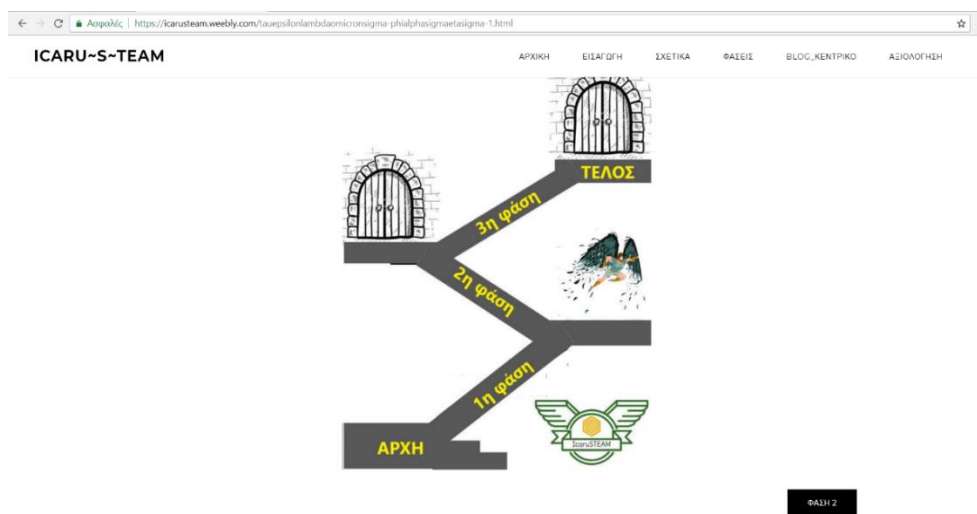 Ασφαλές | https://icarusteam.weebly.com/tauepsilonlambdaomicronsigma-phialphasigmaetasigma-1.html
ICARU~S~TEAM
ΑΡΧΙΚΗ ΕΙΣΑΓΩΓΗ ΣΧΕΤΙΚΑ ΦΑΣΕΙΣ BLOG_ΚΕΝΤΡΙΚΟ ΑΞΙΟΛΟΓΗΣΗ
ΤΕΛΟΣ
3η φάση
2η φάση
1η φάση
IcaruSTEAM
ΑΡΧΗ
ΦΑΣΗ 2